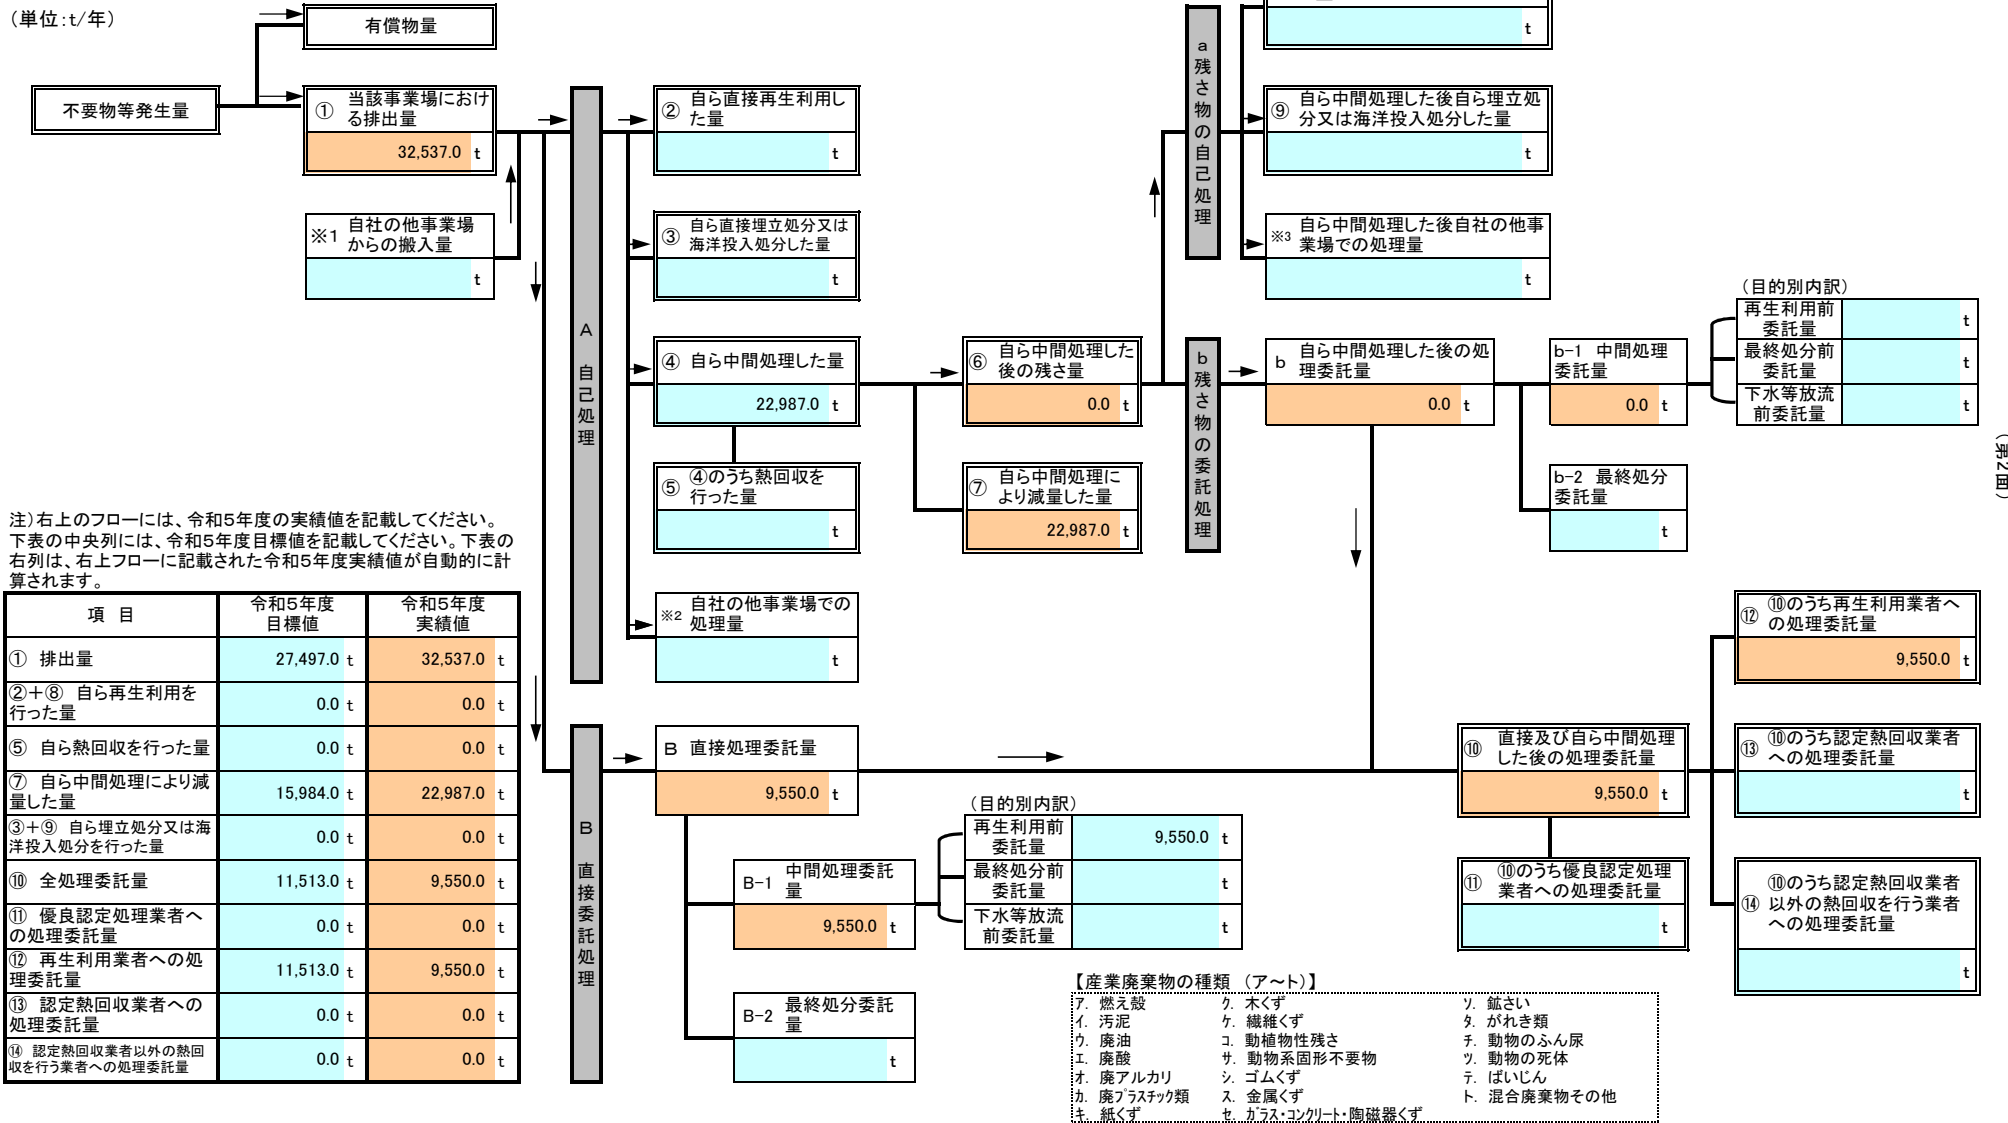 （単位：t/年）
有償物量
不要物等発生量
① 当該事業場におけ
る排出量
32,537.0 t
※1 自社の他事業場
からの搬入量
t
A 自己処理
② 自ら直接再生利用し
た量
t
③ 自ら直接埋立処分又は
海洋投入処分した量
t
④ 自ら中間処理した量
22,987.0 t
⑤ ④のうち熱回収を
行った量
t
※2 自社の他事業場での
処理量
t
⑥ 自ら中間処理した
後の残さ量
0.0 t
⑦ 自ら中間処理に
より減量した量
22,987.0 t
a 残さ物の自己処理
t
⑨ 自ら中間処理した後自ら埋立処
分又は海洋投入処分した量
t
※3 自ら中間処理した後自社の他事
業場での処理量
t
b 残さ物の委託処理
b 自ら中間処理した後の処
理委託量
0.0 t
b-1 中間処理
委託量
0.0 t
b-2 最終処分
委託量
t
（目的別内訳）
再生利用前
委託量
t
最終処分前
委託量
t
下水等放流
前委託量
t
（第2面）
注）右上のフローには、令和5年度の実績値を記載してください。
下表の中央列には、令和5年度目標値を記載してください。下表の
右列は、右上フローに記載された令和5年度実績値が自動的に計
算されます。
項 目 令和5年度
目標値 令和5年度
実績値
① 排出量 27,497.0 t 32,537.0 t
②＋⑧ 自ら再生利用を
行った量 0.0 t 0.0 t
⑤ 自ら熱回収を行った量 0.0 t 0.0 t
⑦ 自ら中間処理により減
量した量 15,984.0 t 22,987.0 t
③＋⑨ 自ら埋立処分又は海
洋投入処分を行った量 0.0 t 0.0 t
⑩ 全処理委託量 11,513.0 t 9,550.0 t
⑪ 優良認定処理業者へ
の処理委託量 0.0 t 0.0 t
⑫ 再生利用業者への処
理委託量 11,513.0 t 9,550.0 t
⑬ 認定熱回収業者への
処理委託量 0.0 t 0.0 t
⑭ 認定熱回収業者以外の熱回
収を行う業者への処理委託量 0.0 t 0.0 t
B 直接委託処理
B 直接処理委託量
9,550.0 t
B-1 中間処理委託
量
9,550.0 t
B-2 最終処分委託
量
t
（目的別内訳）
再生利用前
委託量 9,550.0 t
最終処分前
委託量
t
下水等放流
前委託量
t
⑩ 直接及び自ら中間処理
した後の処理委託量
9,550.0 t
⑪ ⑩のうち優良認定処理
業者への処理委託量
t
⑫ ⑩のうち再生利用業者へ
の処理委託量
9,550.0 t
⑬ ⑩のうち認定熱回収業者
への処理委託量
t
⑭ ⑩のうち認定熱回収業者
以外の熱回収を行う業者
への処理委託量
t
【産業廃棄物の種類 （ア～ト）】
ア. 燃え殻 ク. 木くず ソ. 鉱さい
イ. 汚泥 ケ. 繊維くず タ. がれき類
ウ. 廃油 コ. 動植物性残さ チ. 動物のふん尿
エ. 廃酸 サ. 動物系固形不要物 ツ. 動物の死体
オ. 廃アルカリ シ. ゴムくず テ. ばいじん
カ. 廃プラスチック類 ス. 金属くず ト. 混合廃棄物その他
キ. 紙くず セ. ガラス・コンクリート・陶磁器くず